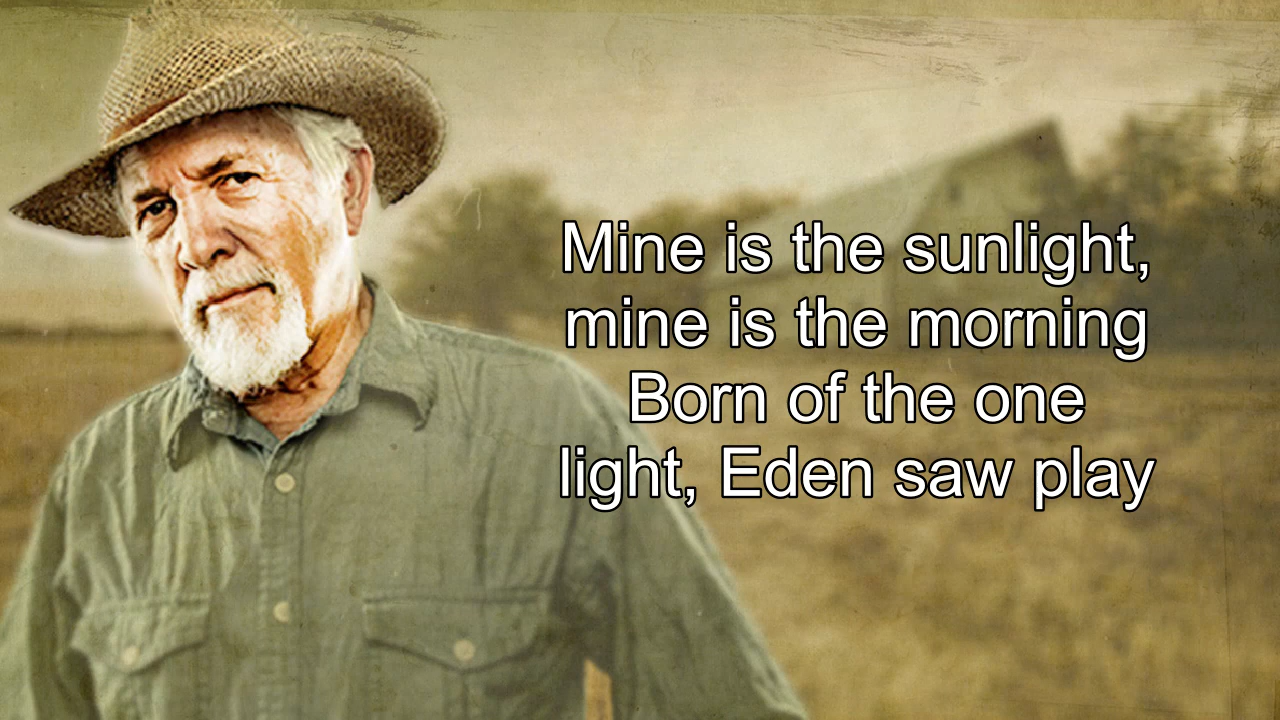 Mine is the sunlight,
mine is the morning
Born of the one
light, Eden saw play